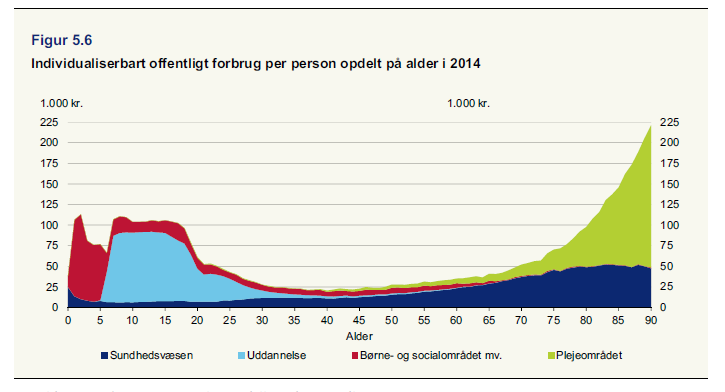 Figur 5.6
Individualiserbart offentligt forbrug per person opdelt på alder i 2014
1.000 kr. 1.000 kr.
225 225
200 200
175 175
150 150
125 125
100 100
75 75
50 50
25 25
0 0
0 5 10 15 20 25 30 35 40 45 50 55 60 65 70 75 80 85 90
Alder
Sundhedsvæsen Uddannelse Børne- og socialområdet mv. Plejeområdet